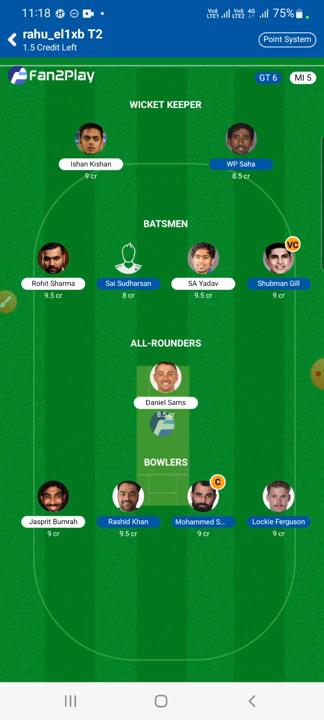 11:18 75%
rahu_el1xb T2
1.5 Credit Left
Point System
Fan2Play
GT 6 MI 5
WICKET KEEPER
Ishan Kishan WP Saha
9 cr 8.5 cr
BATSMEN
VC
Rohit Sharma Sai Sudharsan SA Yadav Shubman Gill
9.5 cr 8 cr 9.5 cr 9 cr
ALL-ROUNDERS
Daniel Sams
8.5 cr
BOWLERS
C
Jasprit Bumrah Rashid Khan Mohammed S... Lockie Ferguson
9 cr 9.5 cr 9 cr 9 cr